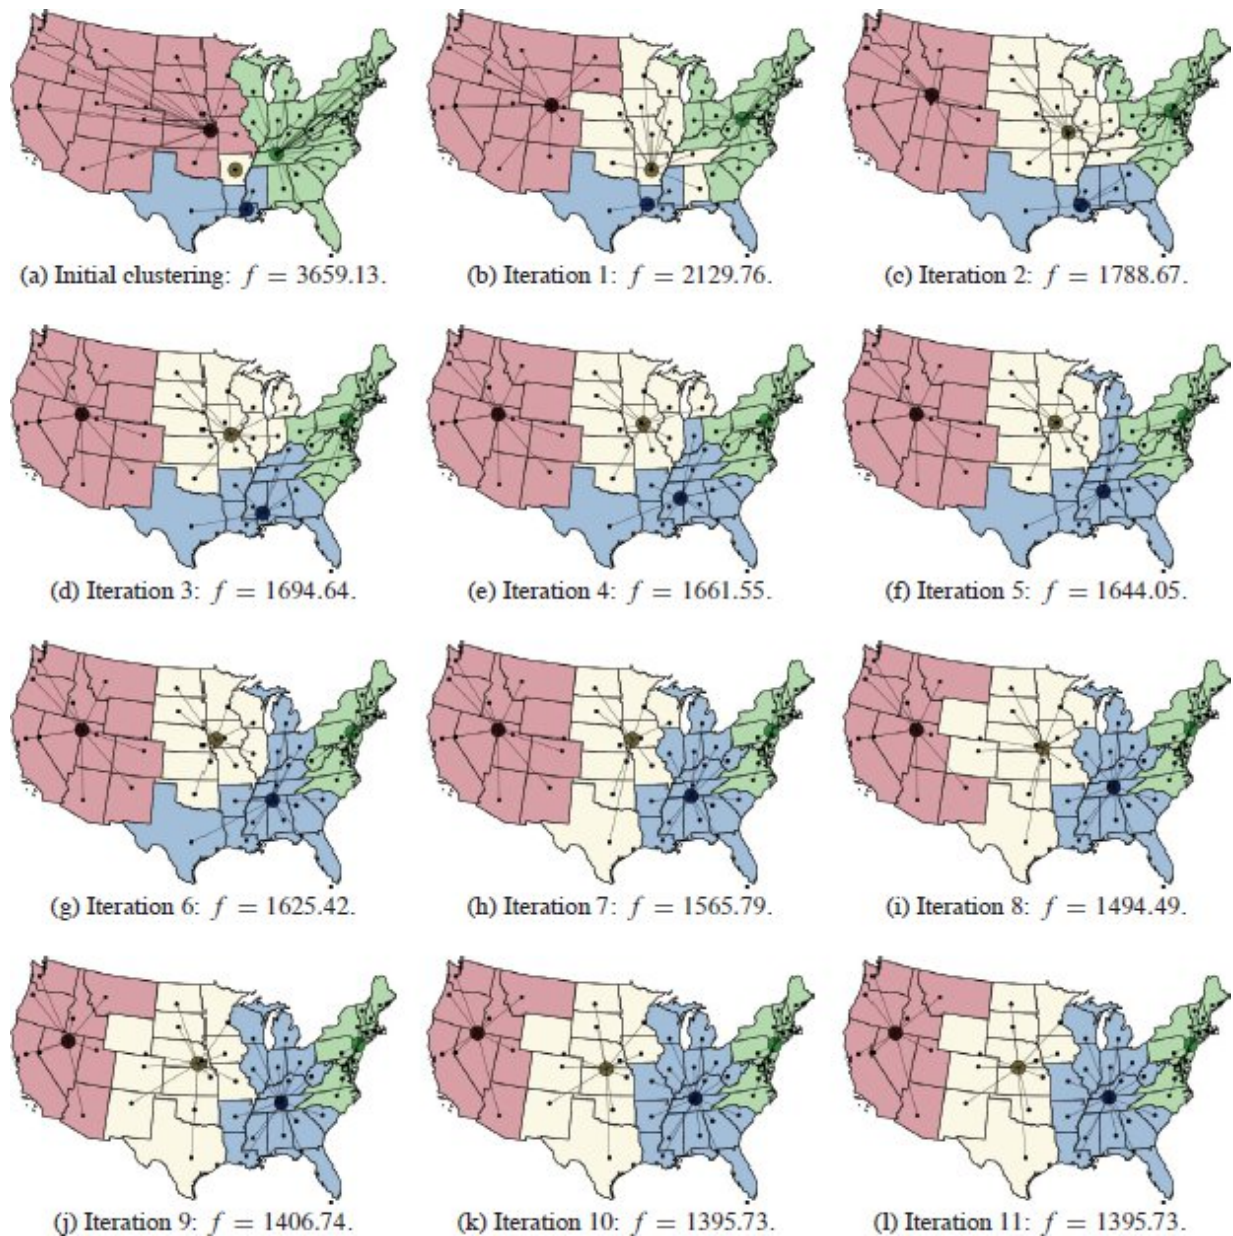 (a) Initial clustering: f = 3659.13.
(b) Iteration 1: f = 2129.76.
(c) Iteration 2: f = 1788.67.
(d) Iteration 3: f = 1694.64.
(e) Iteration 4: f = 1661.55.
(f) Iteration 5: f = 1644.05.
(g) Iteration 6: f = 1625.42.
(h) Iteration 7: f = 1565.79.
(i) Iteration 8: f = 1494.49.
(j) Iteration 9: f = 1406.74.
(k) Iteration 10: f = 1395.73.
(l) Iteration 11: f = 1395.73.